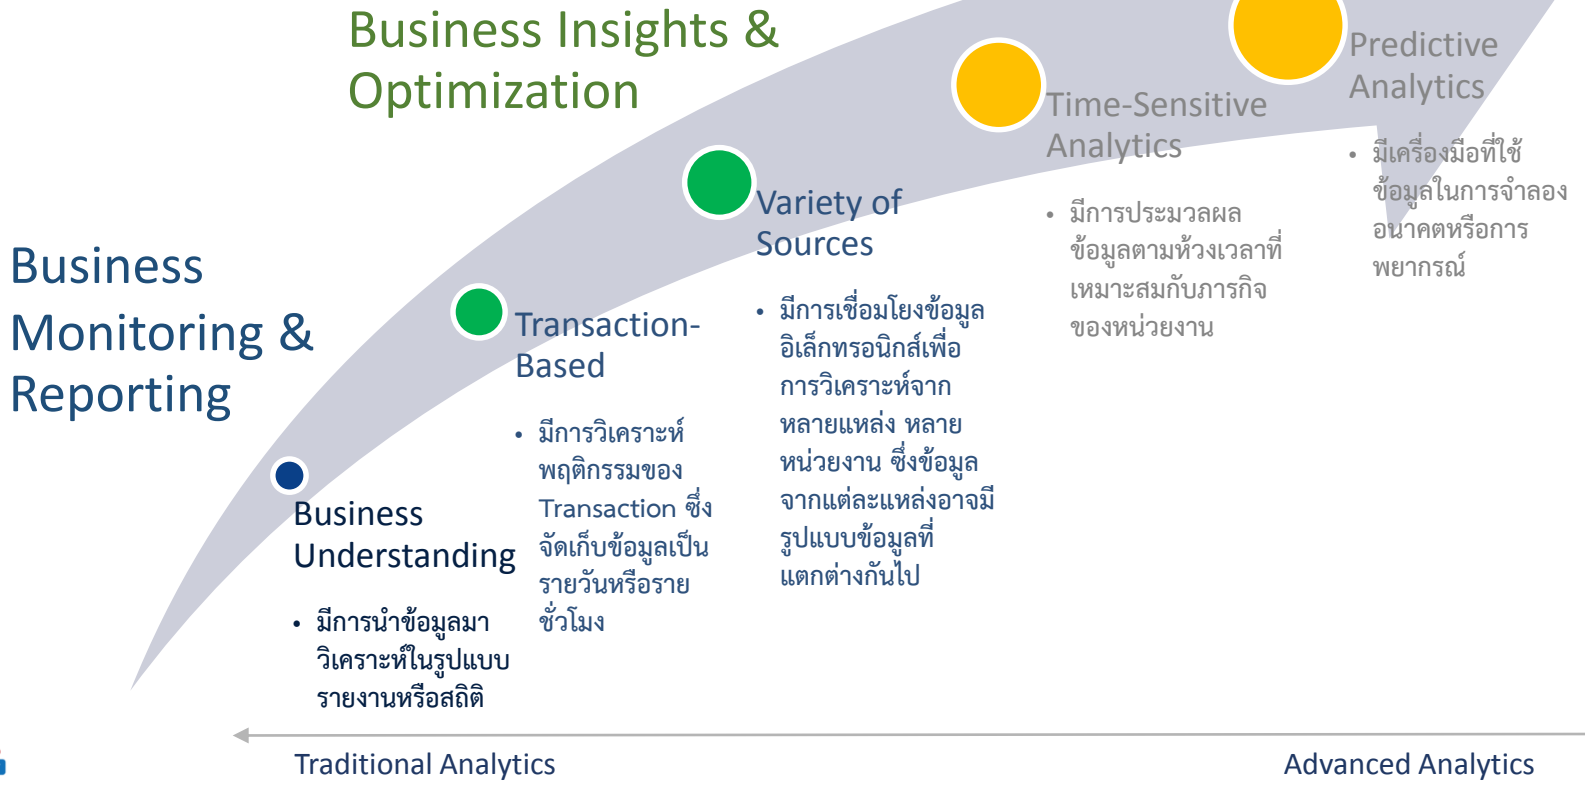 Business Insights &
Optimization
Business
Monitoring &
Reporting
Business
Understanding
• มีการนำข้อมูลมา
วิเคราะห์ในรูปแบบ
รายงานหรือสถิติ
Transaction-
Based
• มีการวิเคราะห์
พฤติกรรมของ
Transaction ซึ่ง
จัดเก็บข้อมูลเป็น
รายวันหรือราย
ชั่วโมง
Variety of
Sources
• มีการเชื่อมโยงข้อมูล
อิเล็กทรอนิกส์เพื่อ
การวิเคราะห์จาก
หลายแหล่ง หลาย
หน่วยงาน ซึ่งข้อมูล
จากแต่ละแหล่งอาจมี
รูปแบบข้อมูลที่
แตกต่างกันไป
Time-Sensitive
Analytics
• มีการประมวลผล
ข้อมูลตามห้วงเวลาที่
เหมาะสมกับภารกิจ
ของหน่วยงาน
Predictive
Analytics
• มีเครื่องมือที่ใช้
ข้อมูลในการจำลอง
อนาคตหรือการ
พยากรณ์
Traditional Analytics
Advanced Analytics